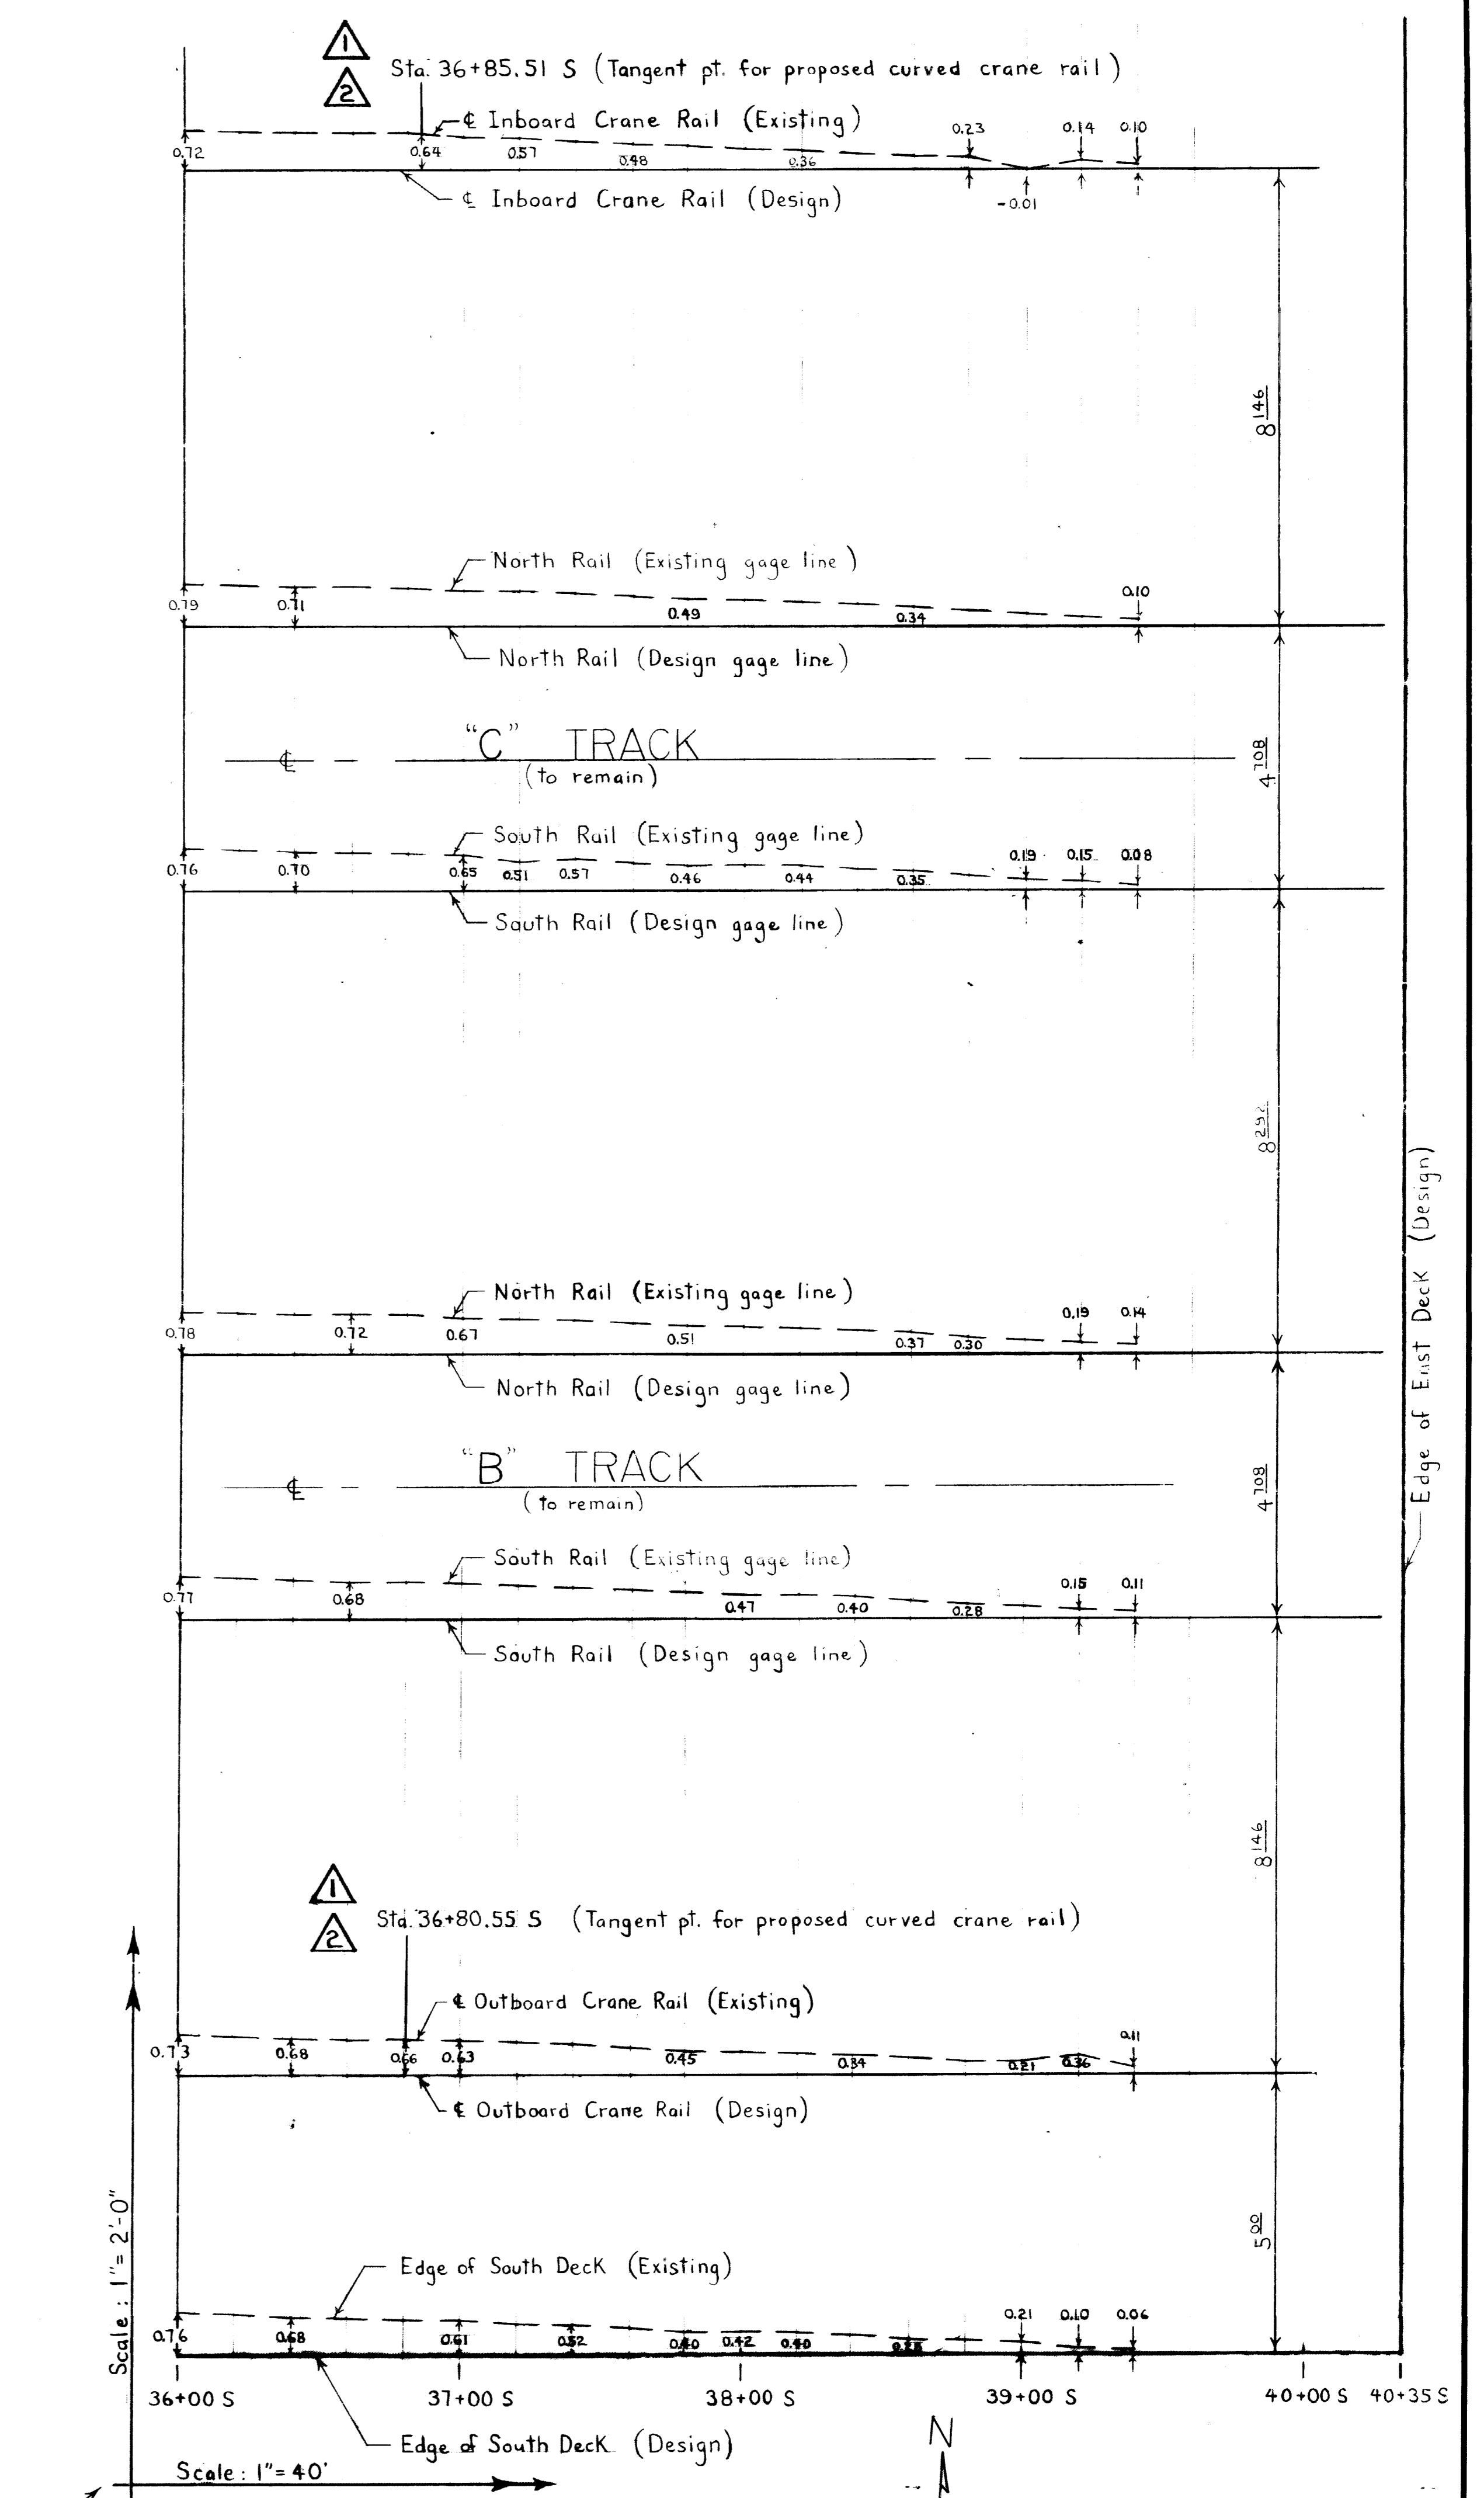 1
Sta. 36+85.51 S (Tangent pt. for proposed curved crane rail)
2
℄ Inboard Crane Rail (Existing)
0.72 0.64 0.57 0.48 0.36 0.23 -0.01 0.14 0.10
℄ Inboard Crane Rail (Design)
8 146
North Rail (Existing gage line)
0.79 0.71 0.49 0.34 0.10
North Rail (Design gage line)
"C" TRACK
℄
(to remain)
4 708
South Rail (Existing gage line)
0.76 0.70 0.65 0.51 0.57 0.46 0.44 0.35 0.19 0.15 0.08
South Rail (Design gage line)
8 292
Edge of East Deck (Design)
North Rail (Existing gage line)
0.78 0.72 0.67 0.51 0.37 0.30 0.19 0.14
North Rail (Design gage line)
"B" TRACK
℄
(to remain)
4 708
South Rail (Existing gage line)
0.77 0.68 0.47 0.40 0.28 0.15 0.11
South Rail (Design gage line)
8 146
1
Sta. 36+80.55 S (Tangent pt. for proposed curved crane rail)
2
℄ Outboard Crane Rail (Existing)
0.73 0.68 0.66 0.63 0.45 0.34 0.21 0.11
℄ Outboard Crane Rail (Design)
5 00
Scale: 1"= 2'-0"
Edge of South Deck (Existing)
0.76 0.68 0.61 0.52 0.40 0.42 0.40 0.21 0.10 0.06
36+00 S 37+00 S 38+00 S 39+00 S 40+00 S 40+35 S
Edge of South Deck (Design)
N
Scale: 1"= 40'